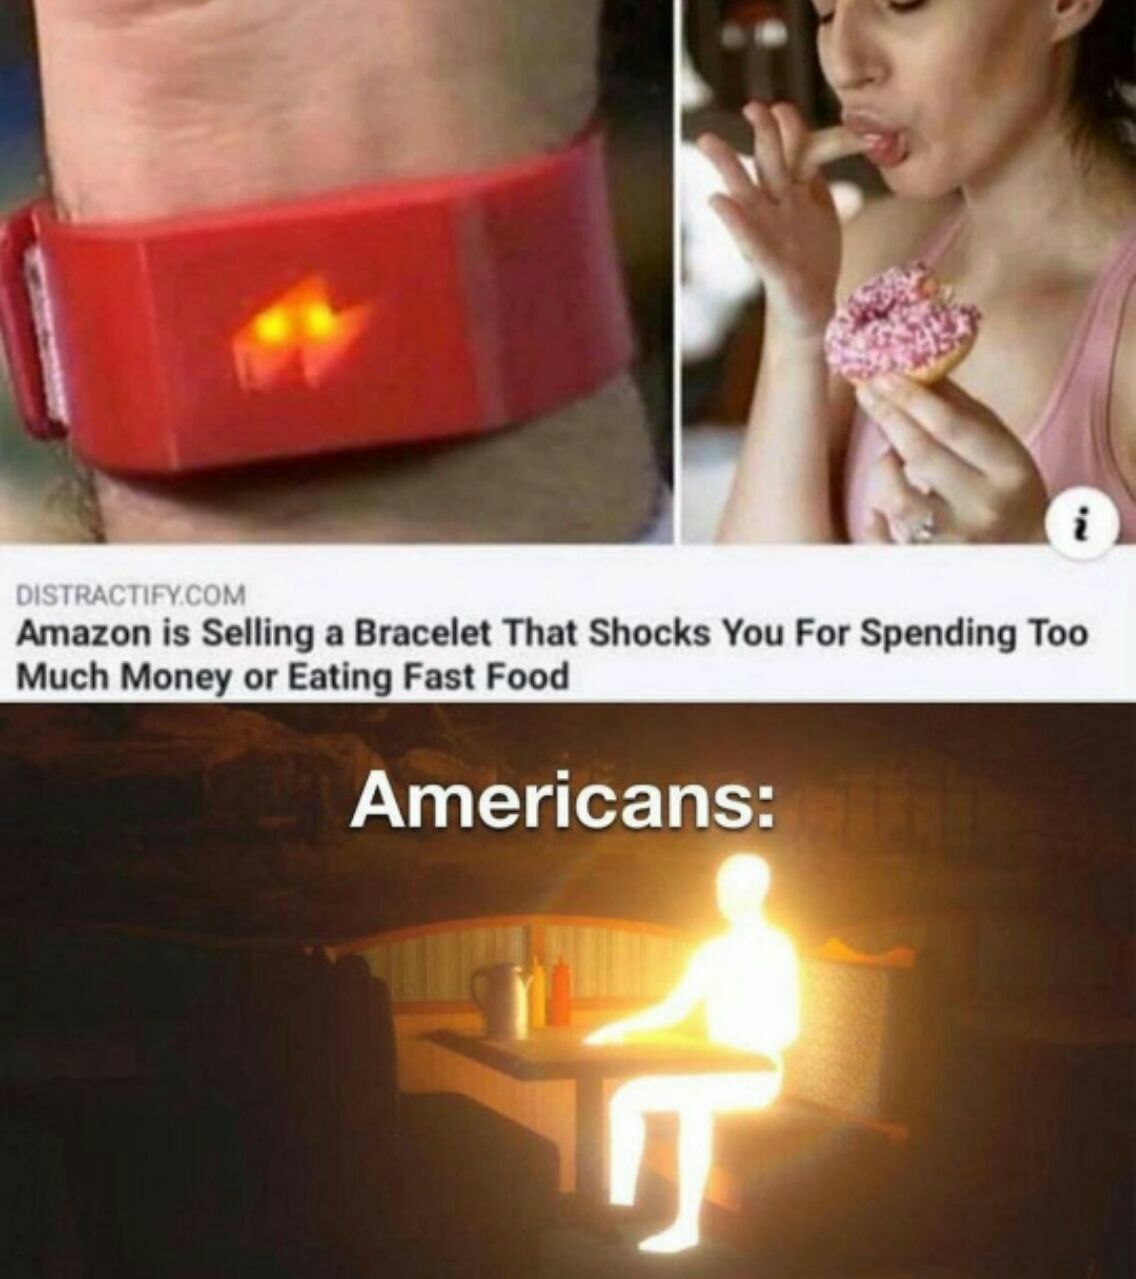 i
DISTRACTIFY.COM
Amazon is Selling a Bracelet That Shocks You For Spending Too
Much Money or Eating Fast Food
Americans: